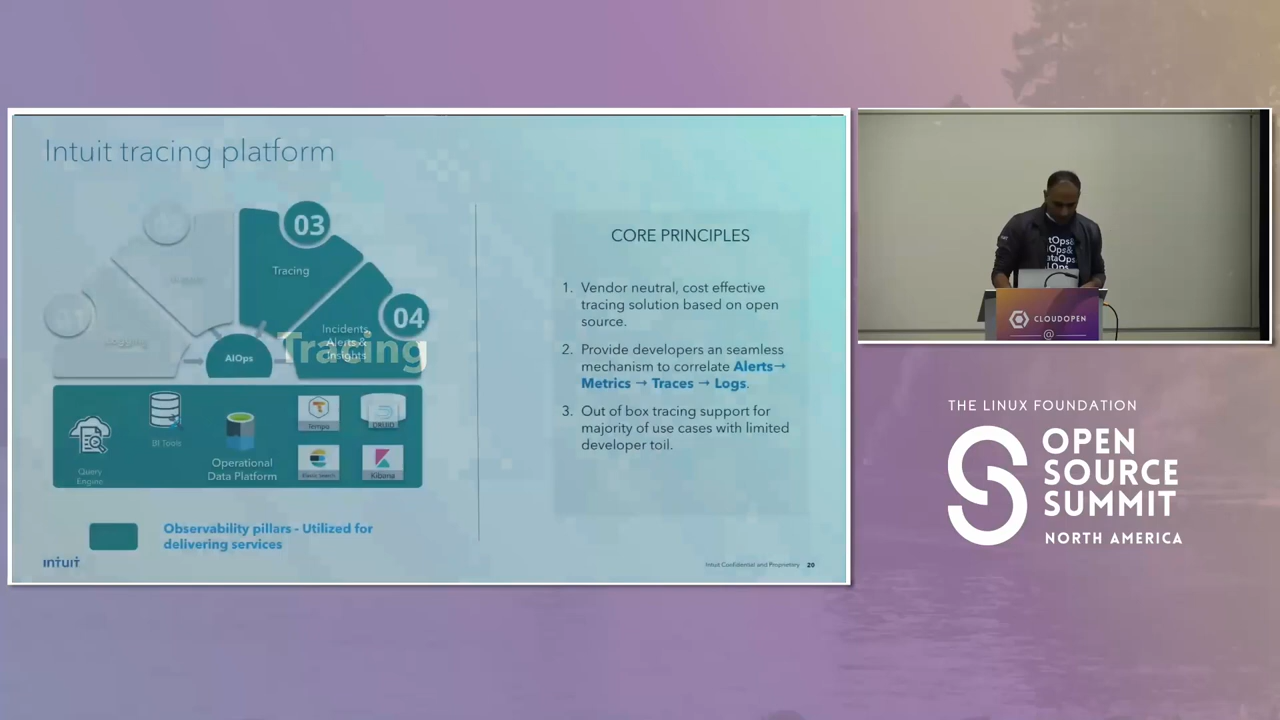 Intuit tracing platform
03
Tracing
04
Incidents,
Alerts &
Insights
Tracing
AIOps
BI Tools
Query
Engine
Operational
Data Platform
Tempo
Kibana
Observability pillars - Utilized for
delivering services
CORE PRINCIPLES
1. Vendor neutral, cost effective
tracing solution based on open
source.
2. Provide developers an seamless
mechanism to correlate Alerts→
Metrics → Traces → Logs.
3. Out of box tracing support for
majority of use cases with limited
developer toil.
intuit
Intuit Confidential and Proprietary 20
CLOUDOPEN
@
THE LINUX FOUNDATION
OPEN
SOURCE
SUMMIT
NORTH AMERICA